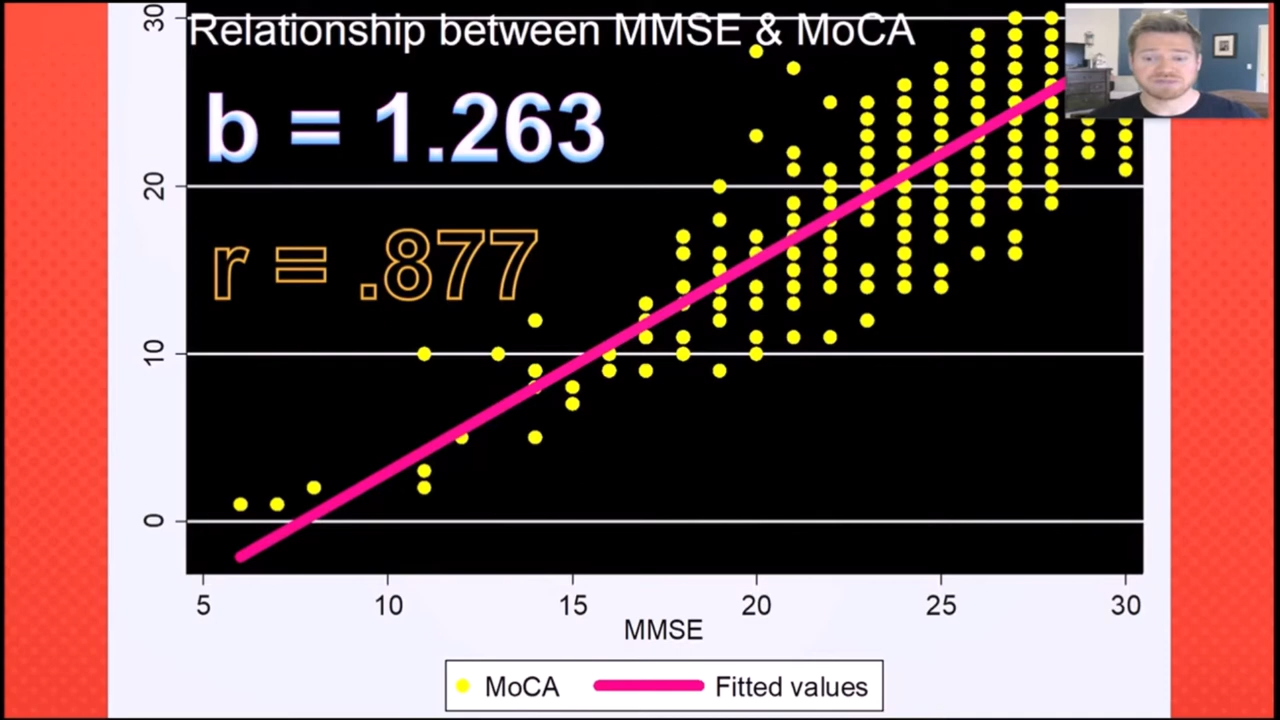 Relationship between MMSE & MoCA
b = 1.263
r = .877
30
20
10
0
5 10 15 20 25 30
MMSE
MoCA Fitted values